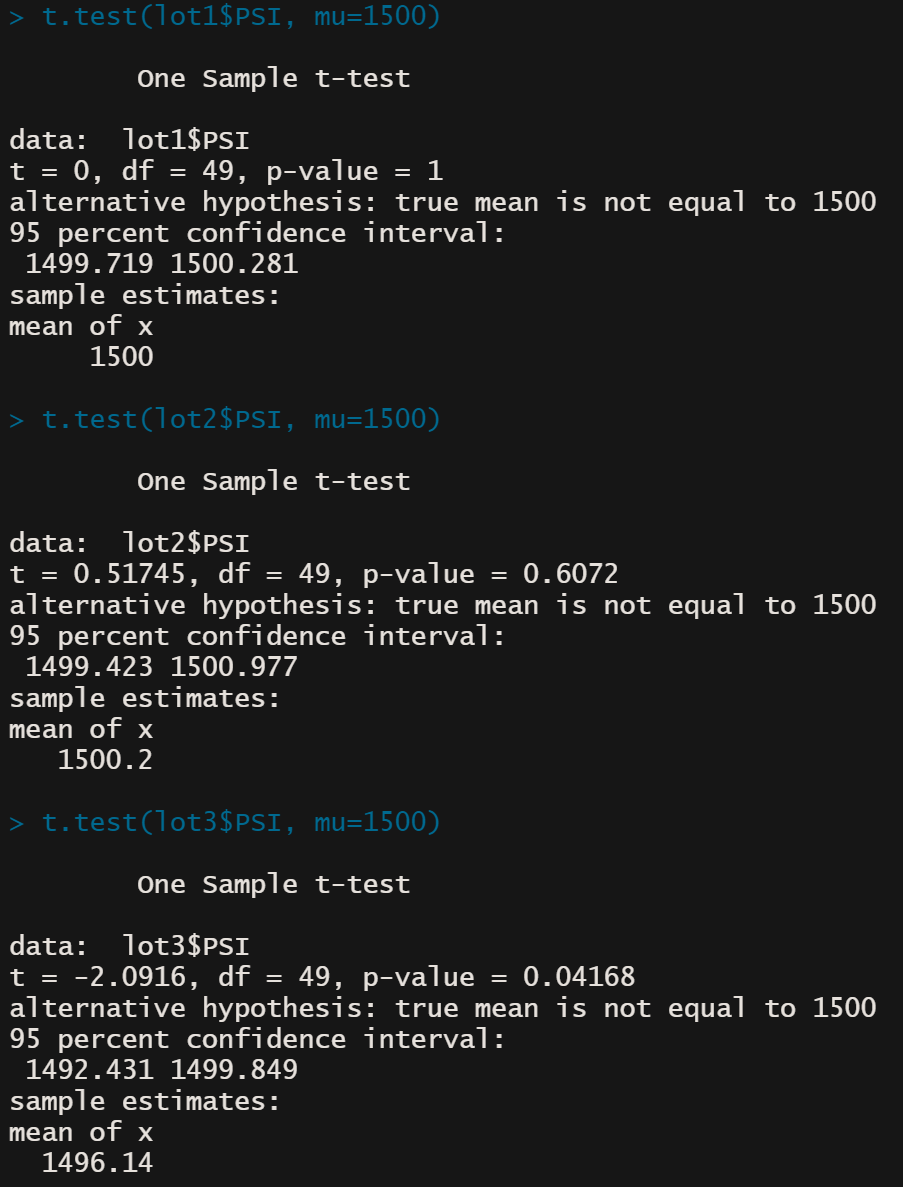 > t.test(lot1$PSI, mu=1500)
One Sample t-test
data:  lot1$PSI
t = 0, df = 49, p-value = 1
alternative hypothesis: true mean is not equal to 1500
95 percent confidence interval:
1499.719 1500.281
sample estimates:
mean of x
1500
> t.test(lot2$PSI, mu=1500)
One Sample t-test
data:  lot2$PSI
t = 0.51745, df = 49, p-value = 0.6072
alternative hypothesis: true mean is not equal to 1500
95 percent confidence interval:
1499.423 1500.977
sample estimates:
mean of x
1500.2
> t.test(lot3$PSI, mu=1500)
One Sample t-test
data:  lot3$PSI
t = -2.0916, df = 49, p-value = 0.04168
alternative hypothesis: true mean is not equal to 1500
95 percent confidence interval:
1492.431 1499.849
sample estimates:
mean of x
1496.14